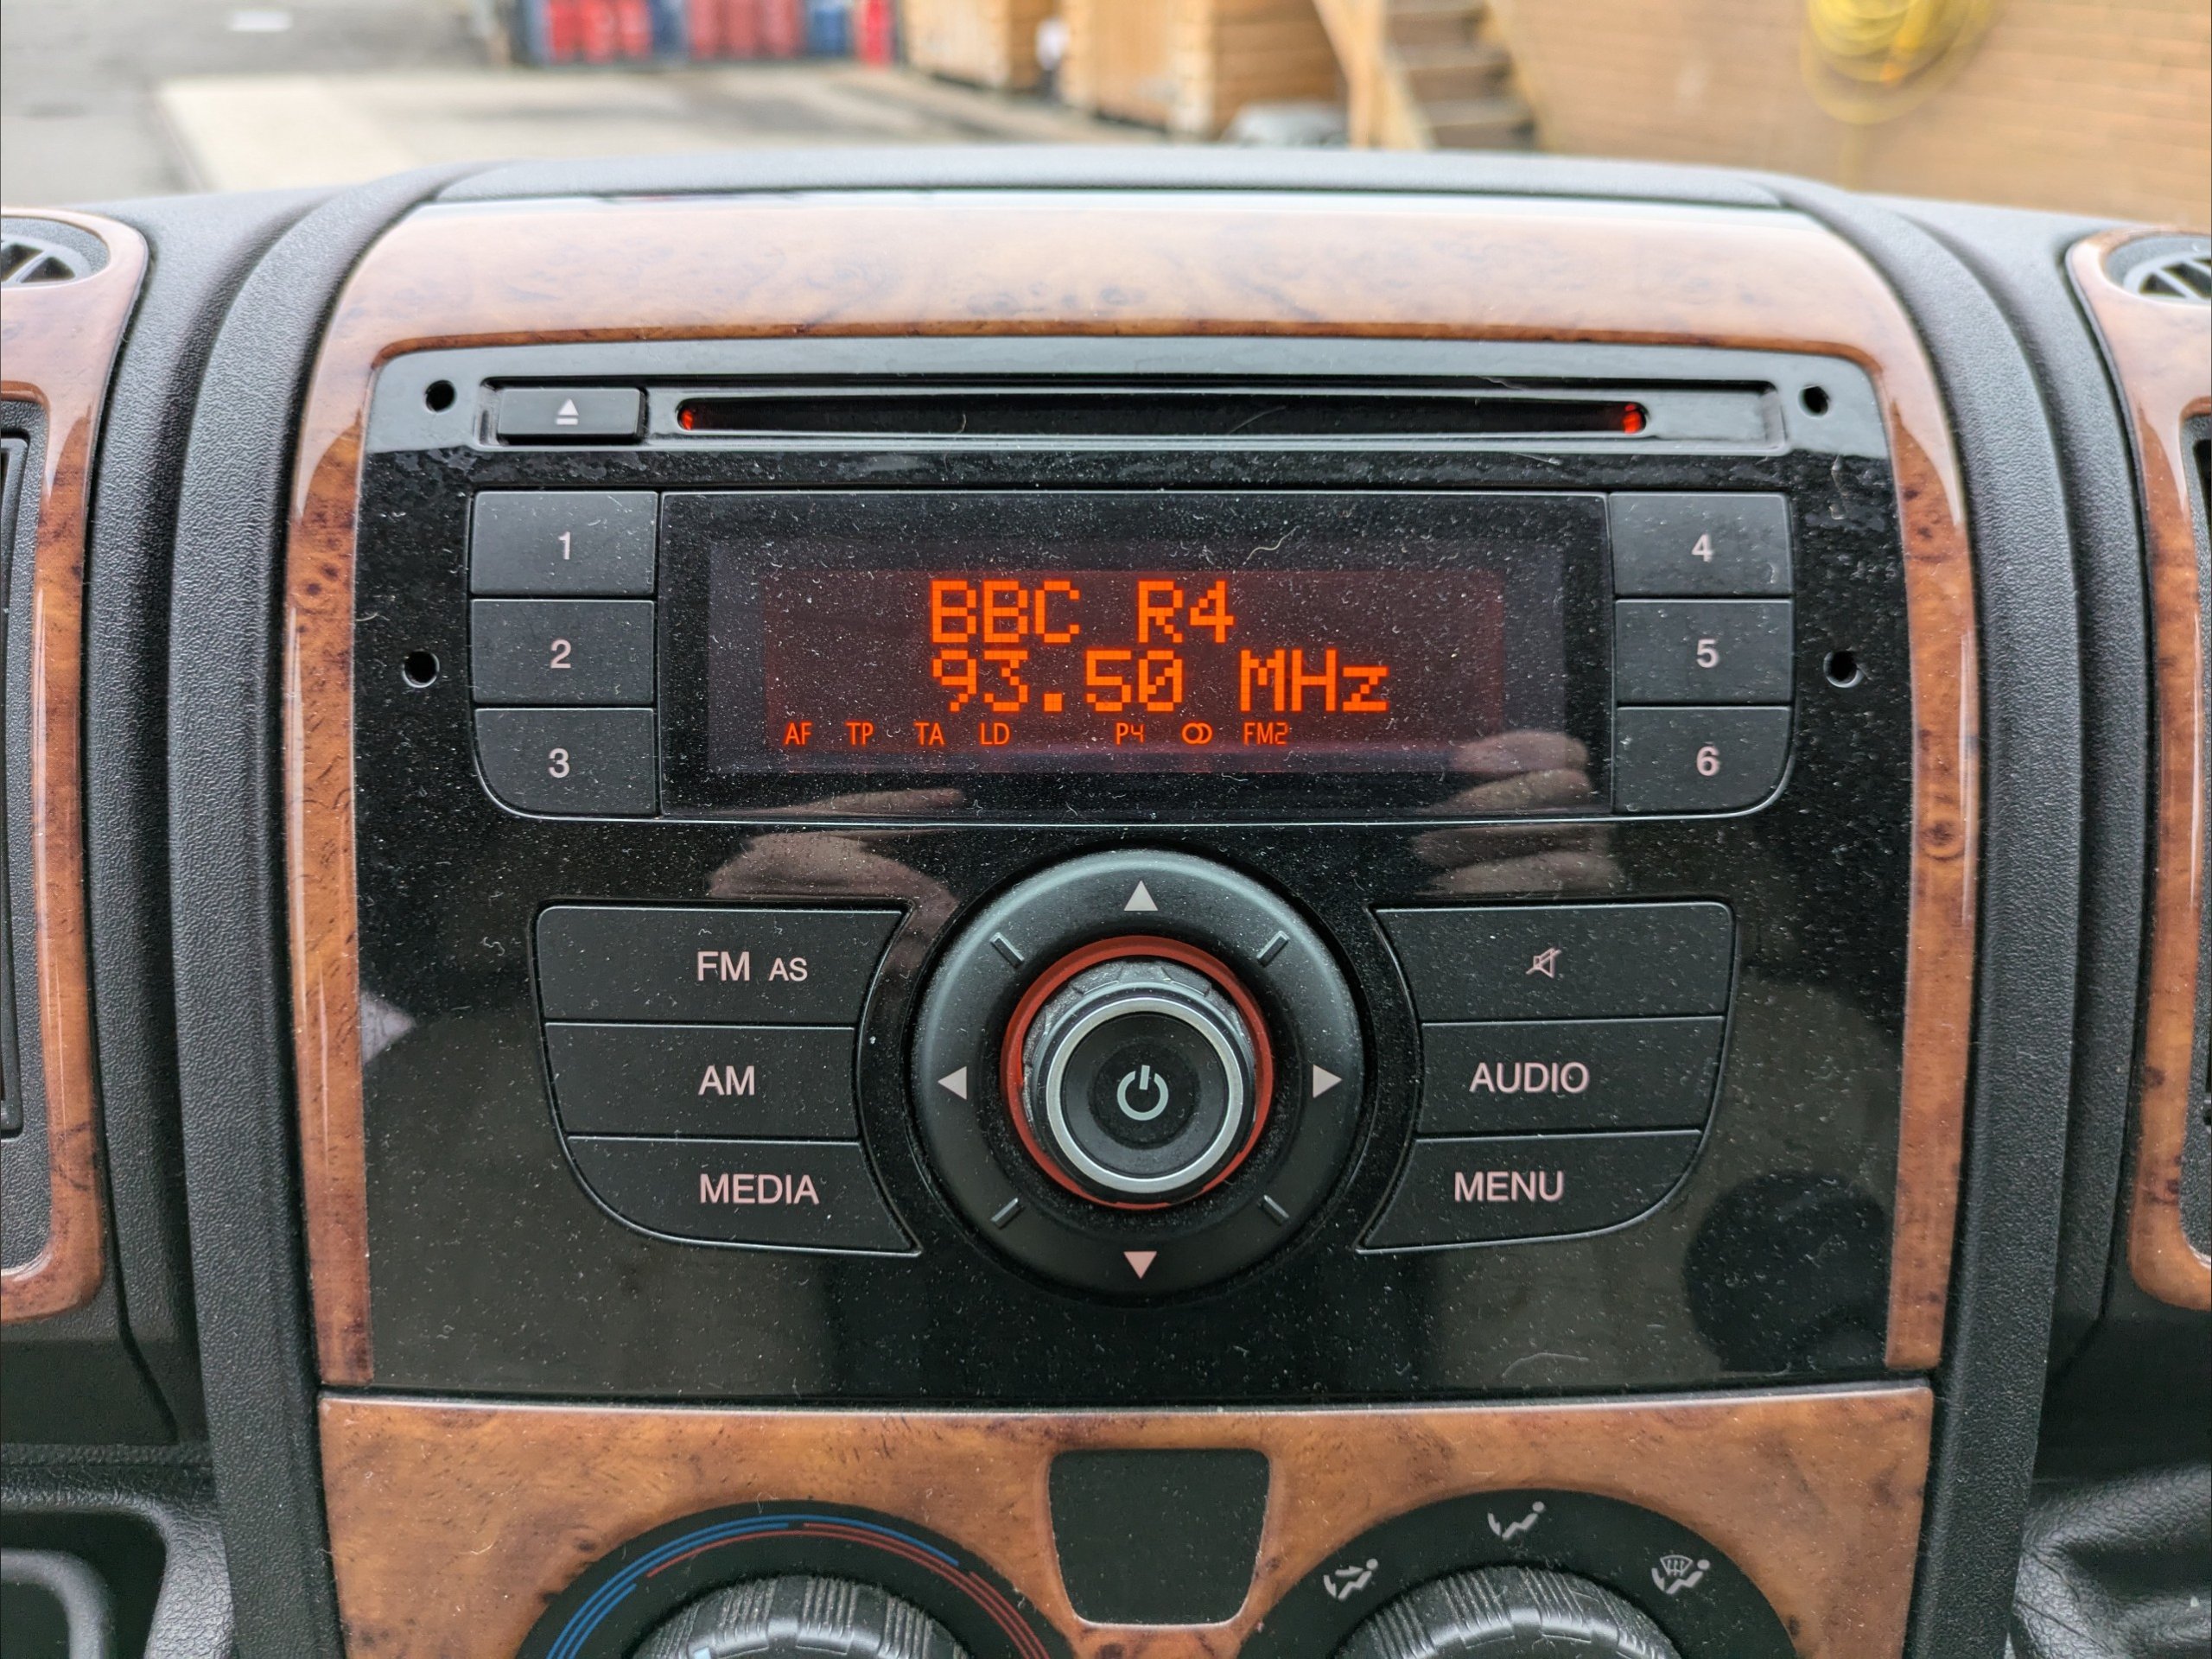 1
2
3
BBC R4
93.50 MHz
AF TP TA LD P4 FM2
4
5
6
FM AS
AM
MEDIA
AUDIO
MENU